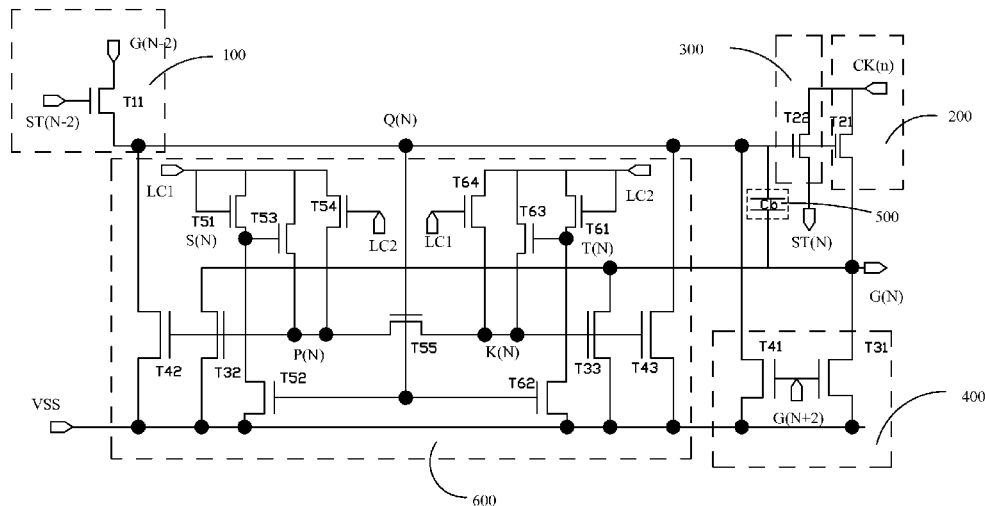 G(N-2)
100
300
CK(n)
T11
ST(N-2)
Q(N)
T22
T21
200
LC1
T64
LC2
T51
T53
T54
T63
Cb
500
S(N)
LC2
LC1
T61
T(N)
ST(N)
G(N)
P(N)
T55
K(N)
T41
T31
T42
T32
T52
T62
T33
T43
VSS
G(N+2)
400
600